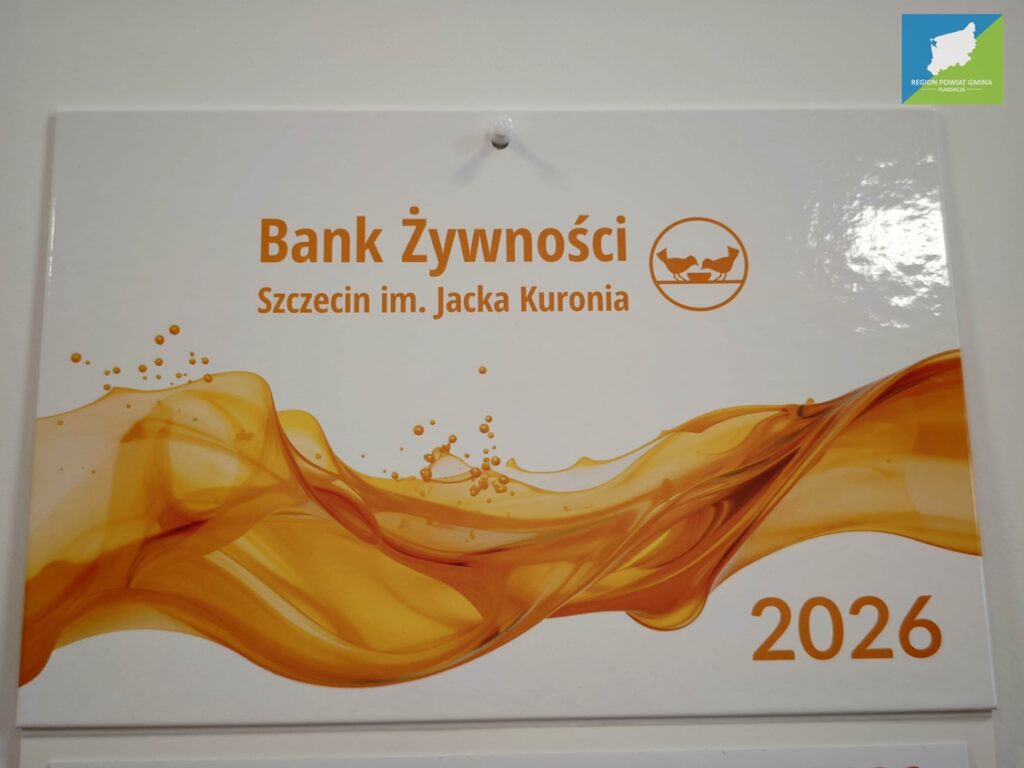 REGION POWIAT GMINA
FUNDACJA
Bank Żywności
Szczecin im. Jacka Kuronia
2026